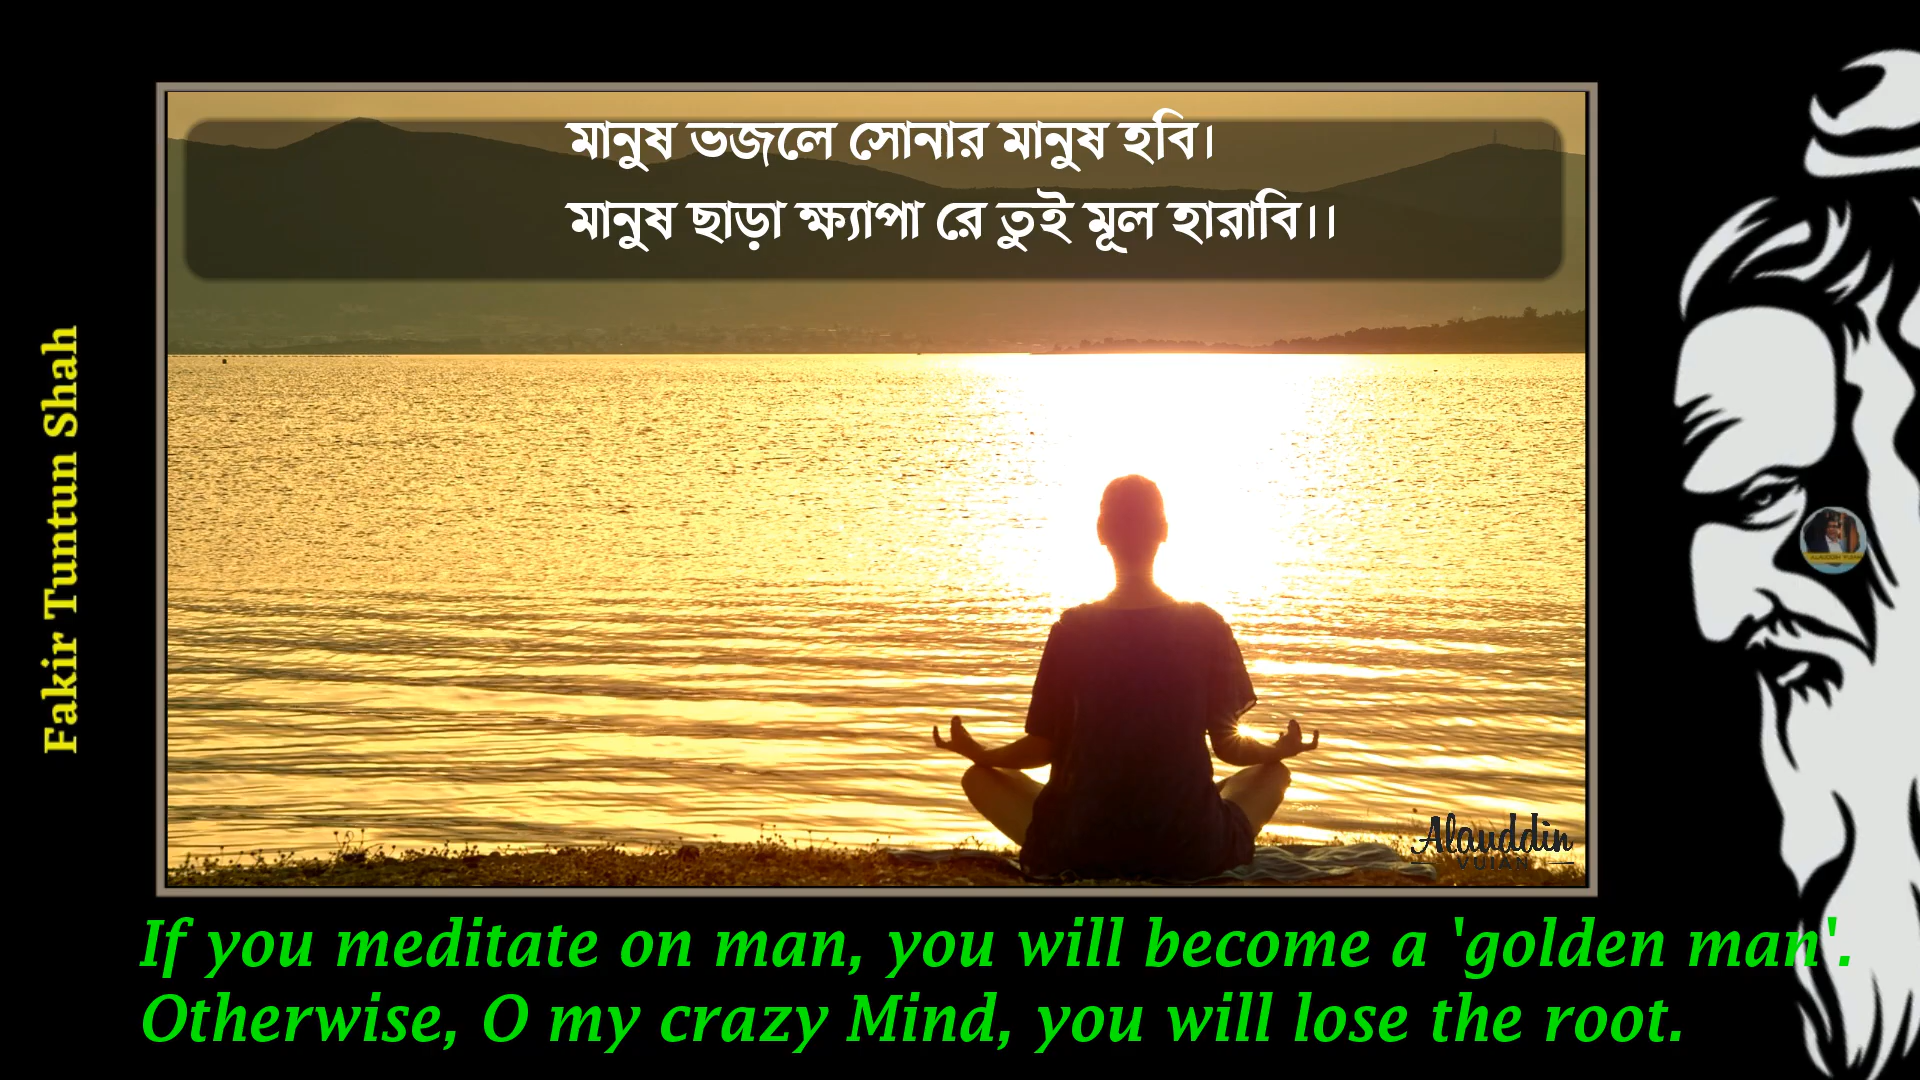 মানুষ ভজলে সোনার মানুষ হবি।
মানুষ ছাড়া ক্ষ্যাপা রে তুই মূল হারাবি।।
Fakir Tuntun Shah
Alauddin
VUIAN
If you meditate on man, you will become a 'golden man'.
Otherwise, O my crazy Mind, you will lose the root.